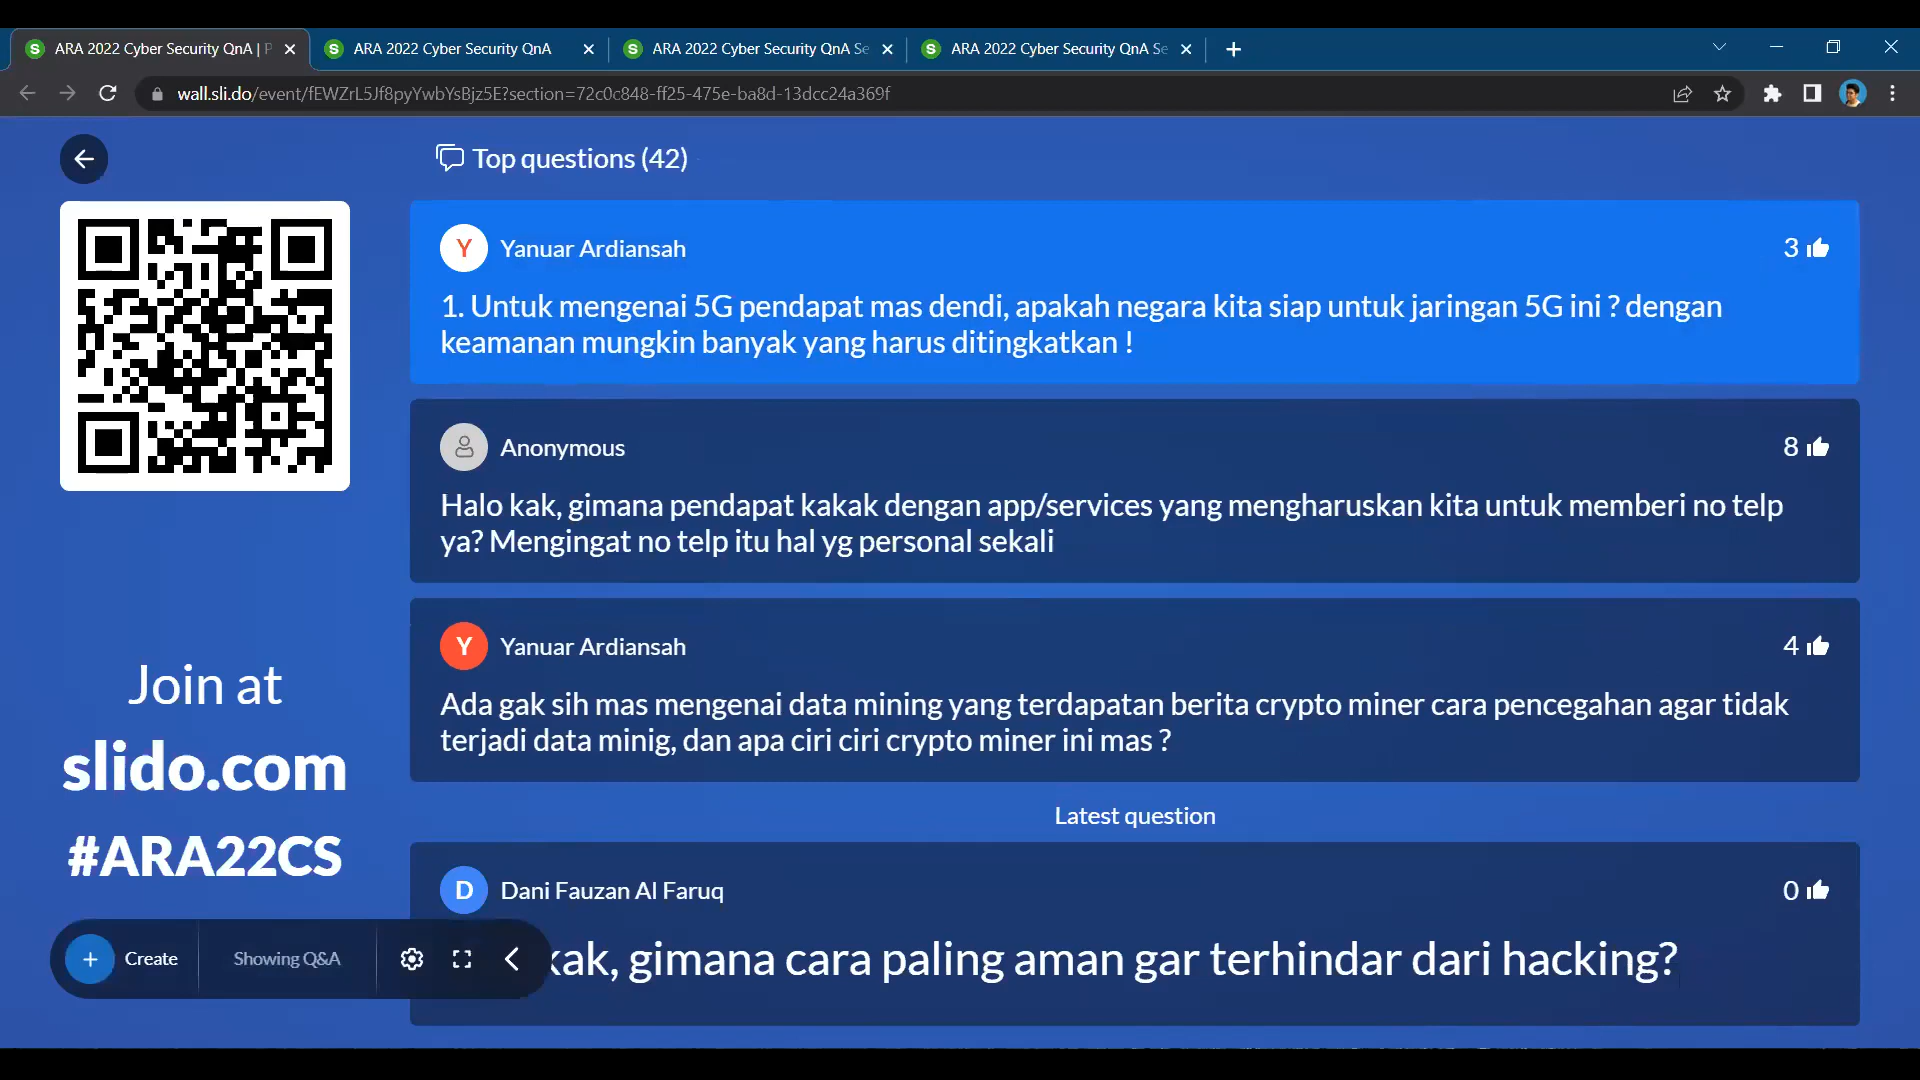 ARA 2022 Cyber Security QnA | P
ARA 2022 Cyber Security QnA
ARA 2022 Cyber Security QnA Se
ARA 2022 Cyber Security QnA Se
wall.sli.do/event/fEWZrL5Jf8pyYwbYsBjz5E?section=72c0c848-ff25-475e-ba8d-13dcc24a369f
Top questions (42)
Y Yanuar Ardiansah 3
1. Untuk mengenai 5G pendapat mas dendi, apakah negara kita siap untuk jaringan 5G ini ? dengan
keamanan mungkin banyak yang harus ditingkatkan !
Anonymous 8
Halo kak, gimana pendapat kakak dengan app/services yang mengharuskan kita untuk memberi no telp
ya? Mengingat no telp itu hal yg personal sekali
Y Yanuar Ardiansah 4
Ada gak sih mas mengenai data mining yang terdapatan berita crypto miner cara pencegahan agar tidak
terjadi data minig, dan apa ciri ciri crypto miner ini mas ?
Latest question
D Dani Fauzan Al Faruq 0
kak, gimana cara paling aman gar terhindar dari hacking?
Join at
slido.com
#ARA22CS
Create
Showing Q&A